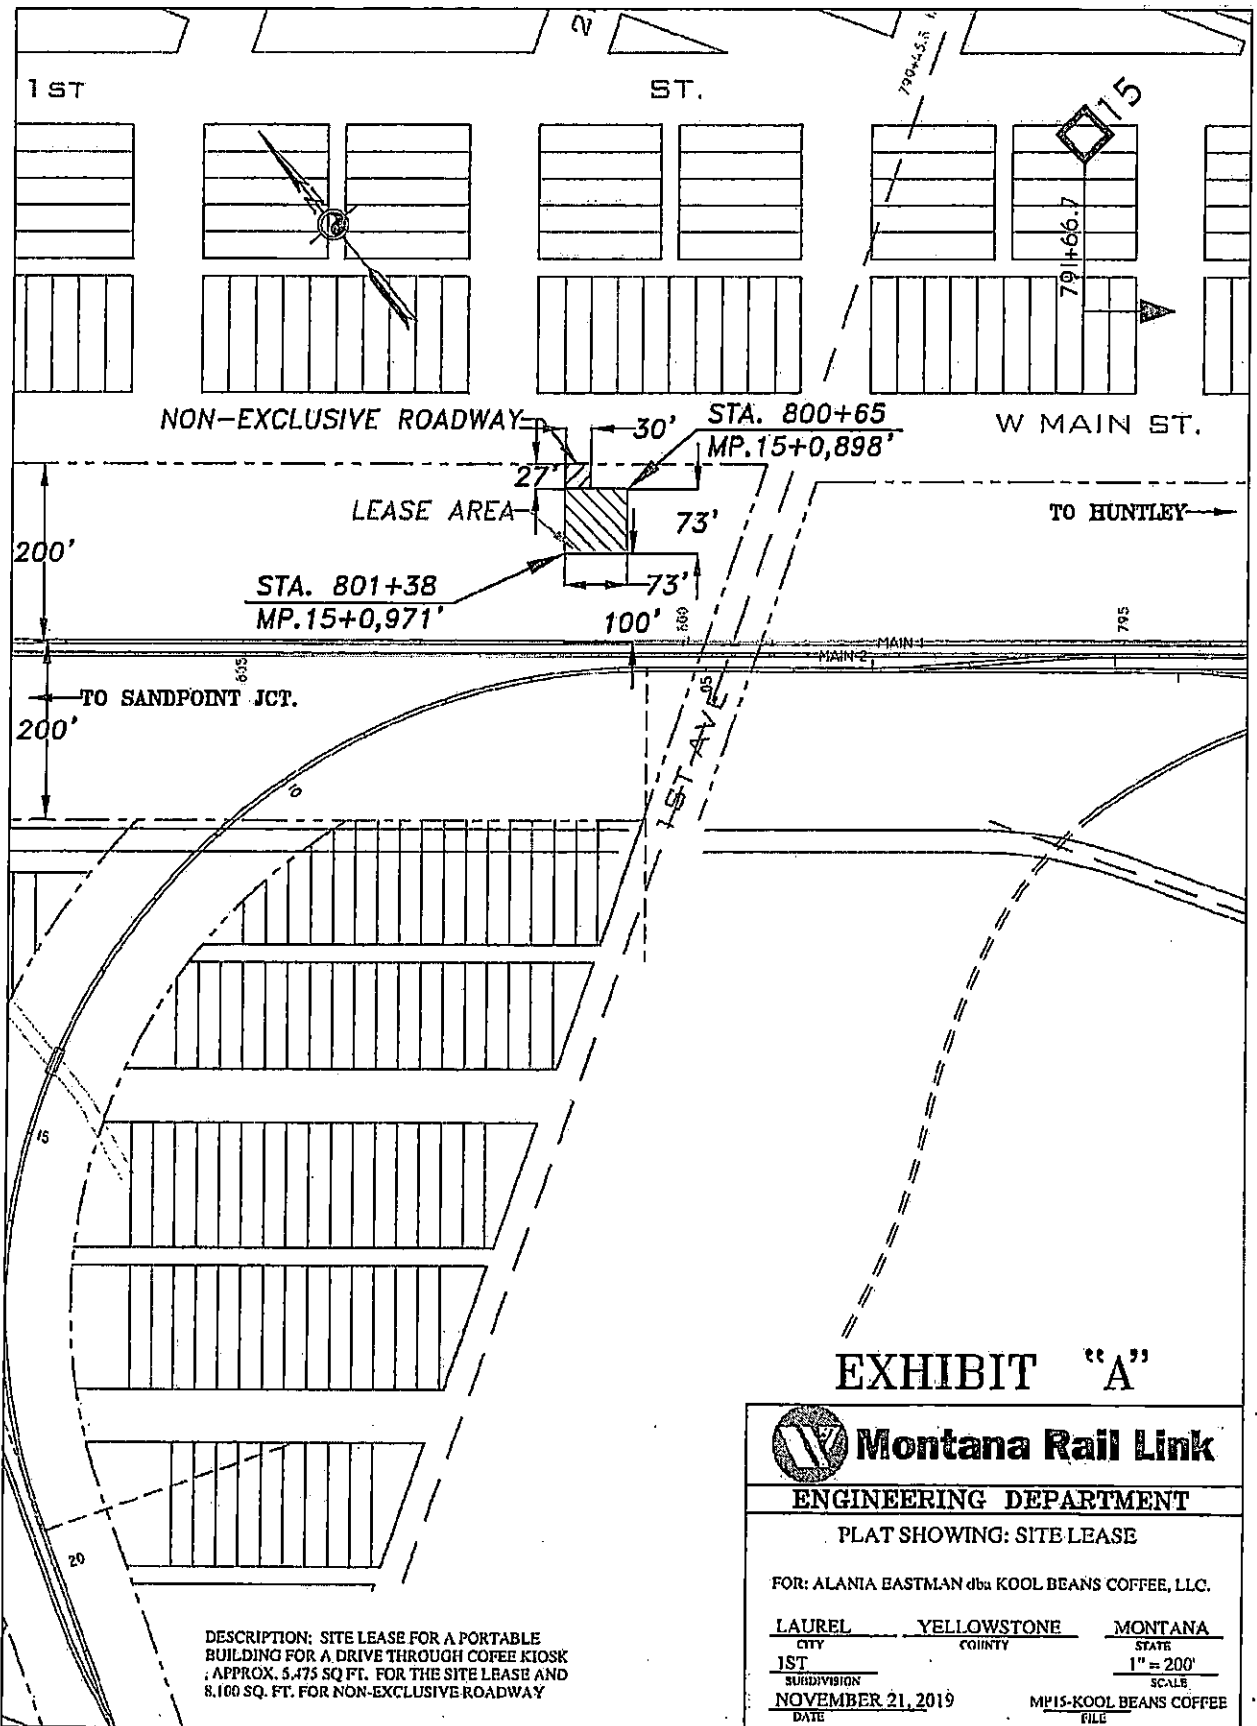 1ST ST.
15
791+66.7
NON-EXCLUSIVE ROADWAY
30'
STA. 800+65
MP.15+0,898'
W MAIN ST.
27'
LEASE AREA
73'
TO HUNTLEY
200'
STA. 801+38
MP.15+0,971'
73'
100'
800
795
MAIN 1
MAIN 2
805
05
TO SANDPOINT JCT.
200'
1ST AVE
10
15
20
EXHIBIT "A"
Montana Rail Link
ENGINEERING DEPARTMENT
PLAT SHOWING: SITE LEASE
FOR: ALANIA EASTMAN dba KOOL BEANS COFFEE, LLC.
LAUREL YELLOWSTONE MONTANA
CITY COUNTY STATE
1ST 1" = 200'
SUBDIVISION SCALE
NOVEMBER 21, 2019 MP15-KOOL BEANS COFFEE
DATE FILE
DESCRIPTION: SITE LEASE FOR A PORTABLE
BUILDING FOR A DRIVE THROUGH COFEE KIOSK
; APPROX. 5,475 SQ FT. FOR THE SITE LEASE AND
8,100 SQ. FT. FOR NON-EXCLUSIVE ROADWAY